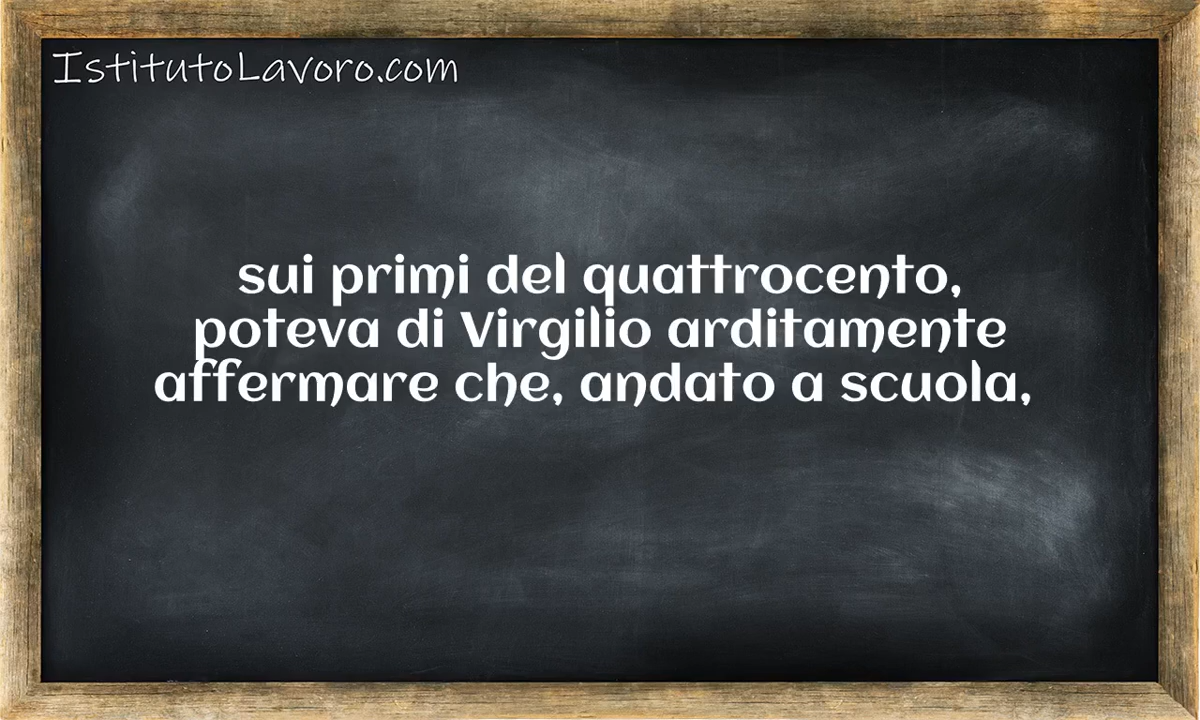 IstitutoLavoro.com
sui primi del quattrocento,
poteva di Virgilio arditamente
affermare che, andato a scuola,